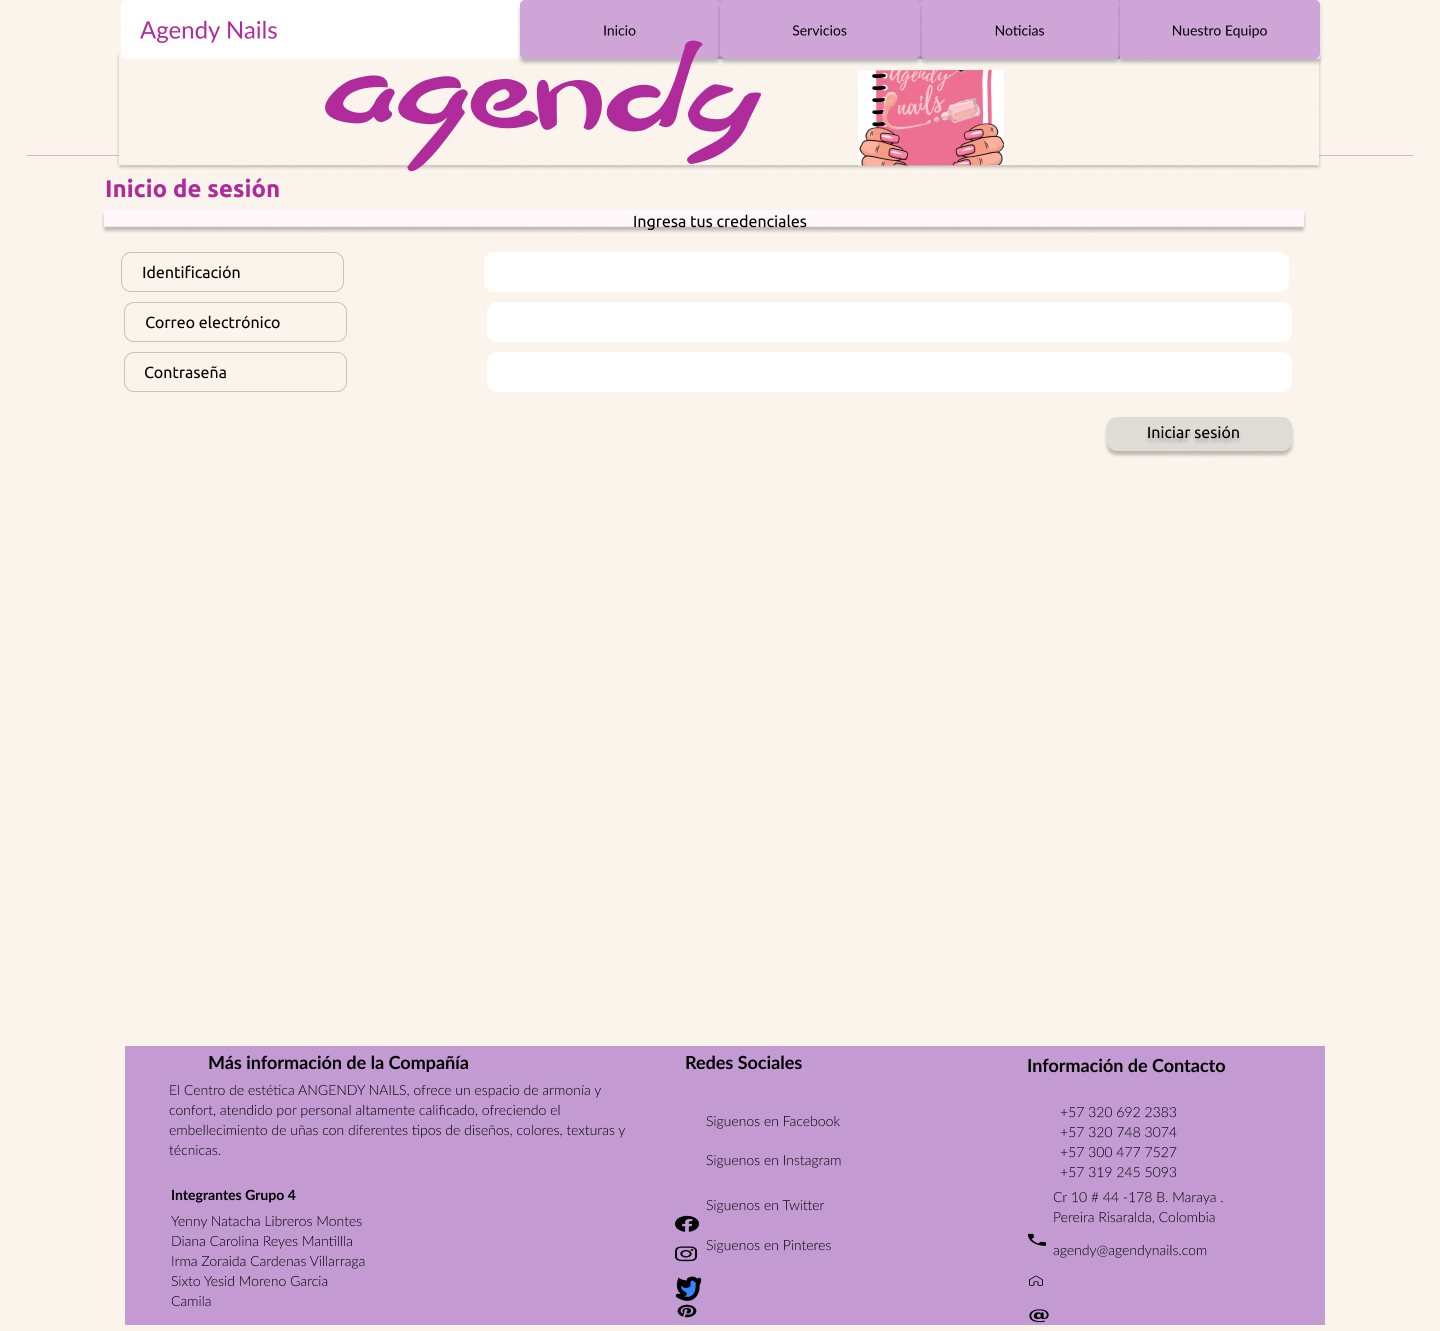 Agendy Nails
Inicio
Servicios
Noticias
Nuestro Equipo
agendy
Agendy
nails
Inicio de sesión
Ingresa tus credenciales
Identificación
Correo electrónico
Contraseña
Iniciar sesión
Más información de la Compañía
El Centro de estética ANGENDY NAILS, ofrece un espacio de armonía y
confort, atendido por personal altamente calificado, ofreciendo el
embellecimiento de uñas con diferentes tipos de diseños, colores, texturas y
técnicas.
Integrantes Grupo 4
Yenny Natacha Libreros Montes
Diana Carolina Reyes Mantillla
Irma Zoraida Cardenas Villarraga
Sixto Yesid Moreno Garcia
Camila
Redes Sociales
Siguenos en Facebook
Siguenos en Instagram
Siguenos en Twitter
Siguenos en Pinteres
Información de Contacto
+57 320 692 2383
+57 320 748 3074
+57 300 477 7527
+57 319 245 5093
Cr 10 # 44 -178 B. Maraya .
Pereira Risaralda, Colombia
agendy@agendynails.com